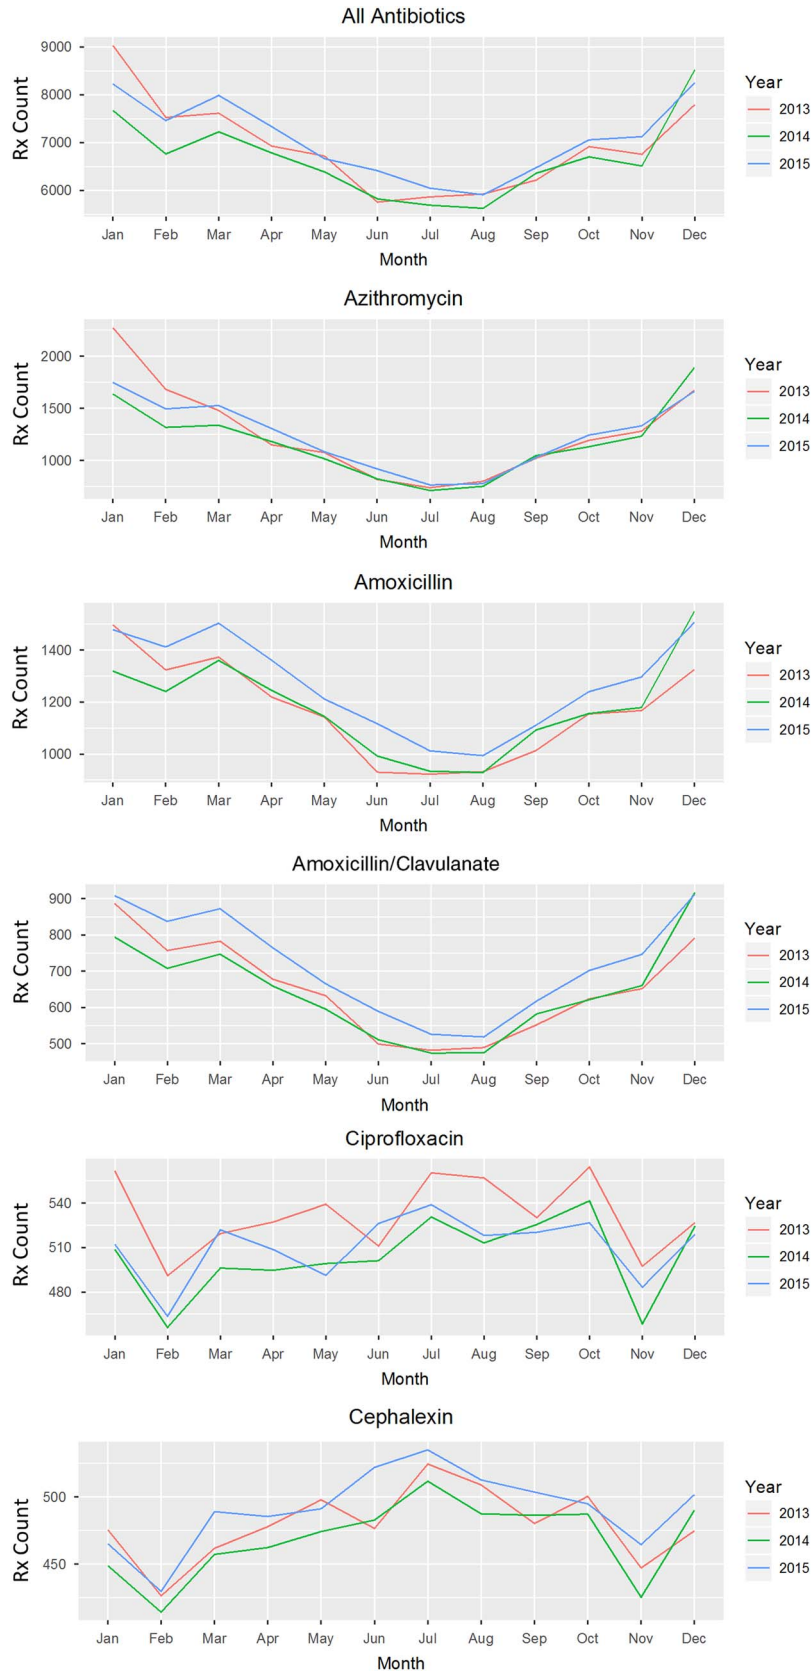 All Antibiotics
9000
8000
7000
6000
Rx Count
Jan Feb Mar Apr May Jun Jul Aug Sep Oct Nov Dec
Month
Year
2013
2014
2015
Azithromycin
2000
1500
1000
Rx Count
Jan Feb Mar Apr May Jun Jul Aug Sep Oct Nov Dec
Month
Year
2013
2014
2015
Amoxicillin
1400
1200
1000
Rx Count
Jan Feb Mar Apr May Jun Jul Aug Sep Oct Nov Dec
Month
Year
2013
2014
2015
Amoxicillin/Clavulanate
900
800
700
600
500
Rx Count
Jan Feb Mar Apr May Jun Jul Aug Sep Oct Nov Dec
Month
Year
2013
2014
2015
Ciprofloxacin
540
510
480
Rx Count
Jan Feb Mar Apr May Jun Jul Aug Sep Oct Nov Dec
Month
Year
2013
2014
2015
Cephalexin
500
450
Rx Count
Jan Feb Mar Apr May Jun Jul Aug Sep Oct Nov Dec
Month
Year
2013
2014
2015